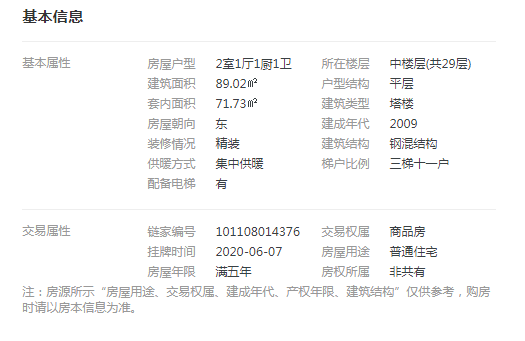 基本信息
基本属性 房屋户型 2室1厅1厨1卫 所在楼层 中楼层(共29层)
建筑面积 89.02㎡ 户型结构 平层
套内面积 71.73㎡ 建筑类型 塔楼
房屋朝向 东 建成年代 2009
装修情况 精装 建筑结构 钢混结构
供暖方式 集中供暖 梯户比例 三梯十一户
配备电梯 有
交易属性 链家编号 101108014376 交易权属 商品房
挂牌时间 2020-06-07 房屋用途 普通住宅
房屋年限 满五年 房权所属 非共有
注：房源所示“房屋用途、交易权属、建成年代、产权年限、建筑结构”仅供参考，购房
时请以房本信息为准。